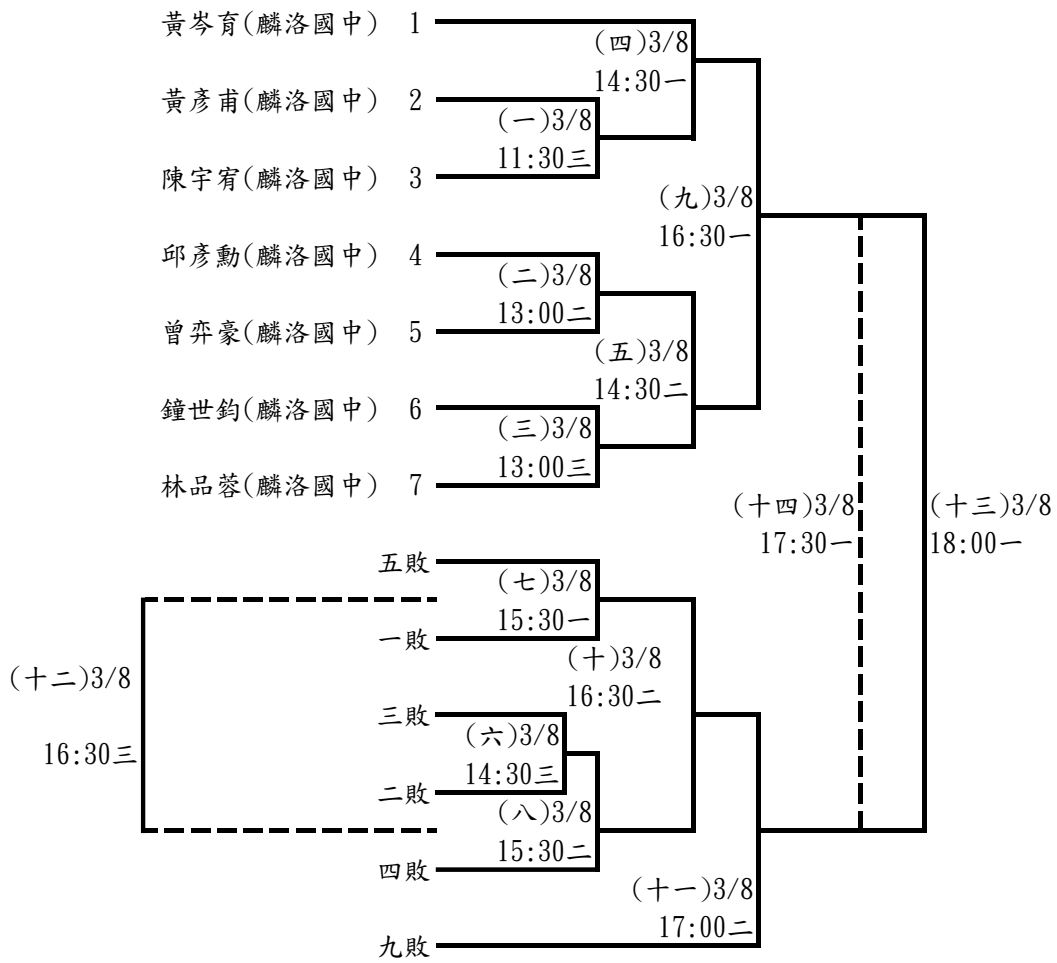 黃岑育(麟洛國中) 1
(四)3/8
14:30一
黃彥甫(麟洛國中) 2
(一)3/8
11:30三
陳宇宥(麟洛國中) 3
(九)3/8
16:30一
邱彥勳(麟洛國中) 4
(二)3/8
13:00二
曾弈豪(麟洛國中) 5
(五)3/8
14:30二
鐘世鈞(麟洛國中) 6
(三)3/8
13:00三
林品蓉(麟洛國中) 7
(十四)3/8
17:30一
(十三)3/8
18:00一
五敗
(七)3/8
15:30一
一敗
(十)3/8
16:30二
(十二)3/8
16:30三
三敗
(六)3/8
14:30三
二敗
(八)3/8
15:30二
四敗
(十一)3/8
17:00二
九敗